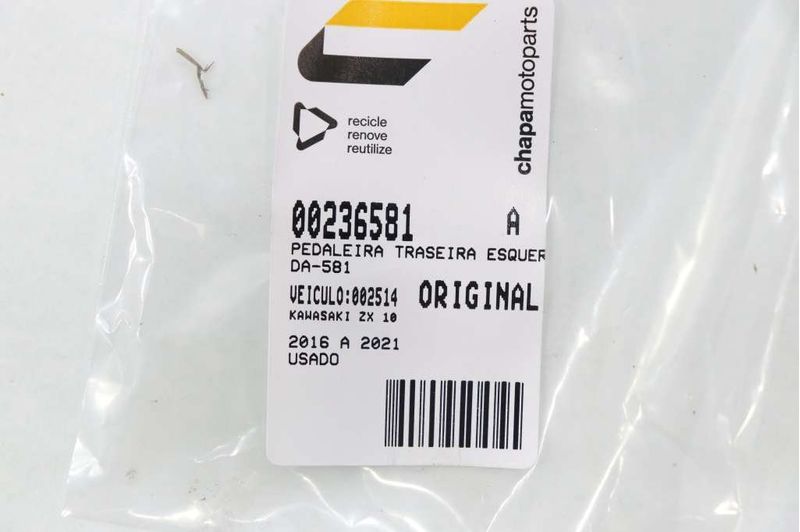 chapamotoparts
recicle
renove
reutilize
00236581 A
PEDALEIRA TRASEIRA ESQUER
DA-581
VEICULO:002514 ORIGINAL
KAWASAKI ZX 10
2016 A 2021
USADO